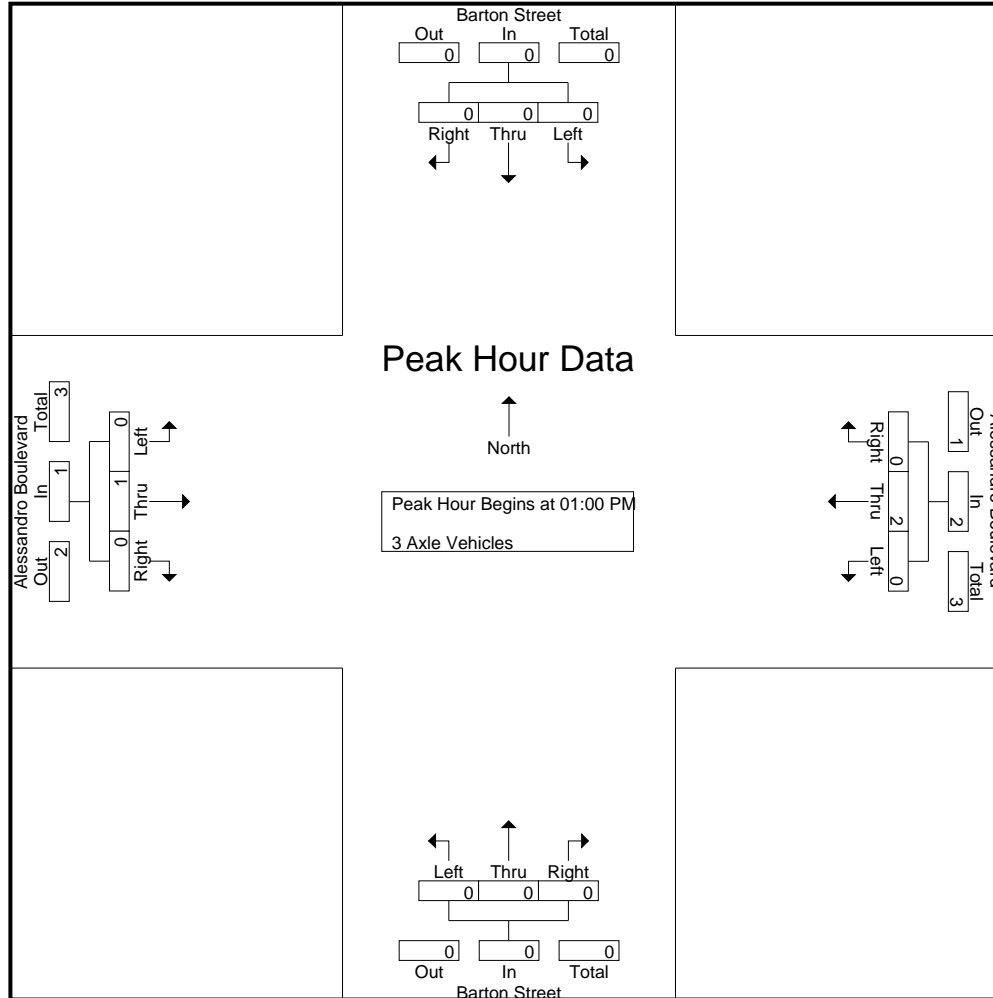 Barton Street
Out In Total
0 0 0
0 0 0
Right Thru Left
Peak Hour Data
North
Peak Hour Begins at 01:00 PM
3 Axle Vehicles
Alessandro Boulevard
Total In Out
3 1 2
0 1 0
Left Thru Right
Right Thru Left
0 2 0
1 2 3
Out In Total
Left Thru Right
0 0 0
0 0 0
Out In Total
Barton Street